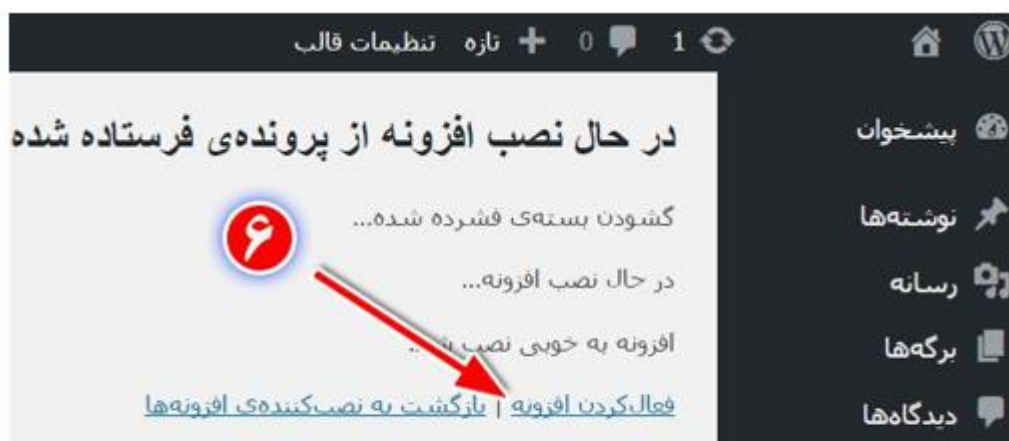 1 0 تازه تنظیمات قالب
پیشخوان
نوشته‌ها
رسانه
برگه‌ها
دیدگاه‌ها
در حال نصب افزونه از پرونده‌ی فرستاده شده
گشودن بسته‌ی فشرده شده...
در حال نصب افزونه...
افزونه به خوبی نصب شد.
فعال‌کردن افزونه | بازگشت به نصب‌کننده‌ی افزونه‌ها
۶